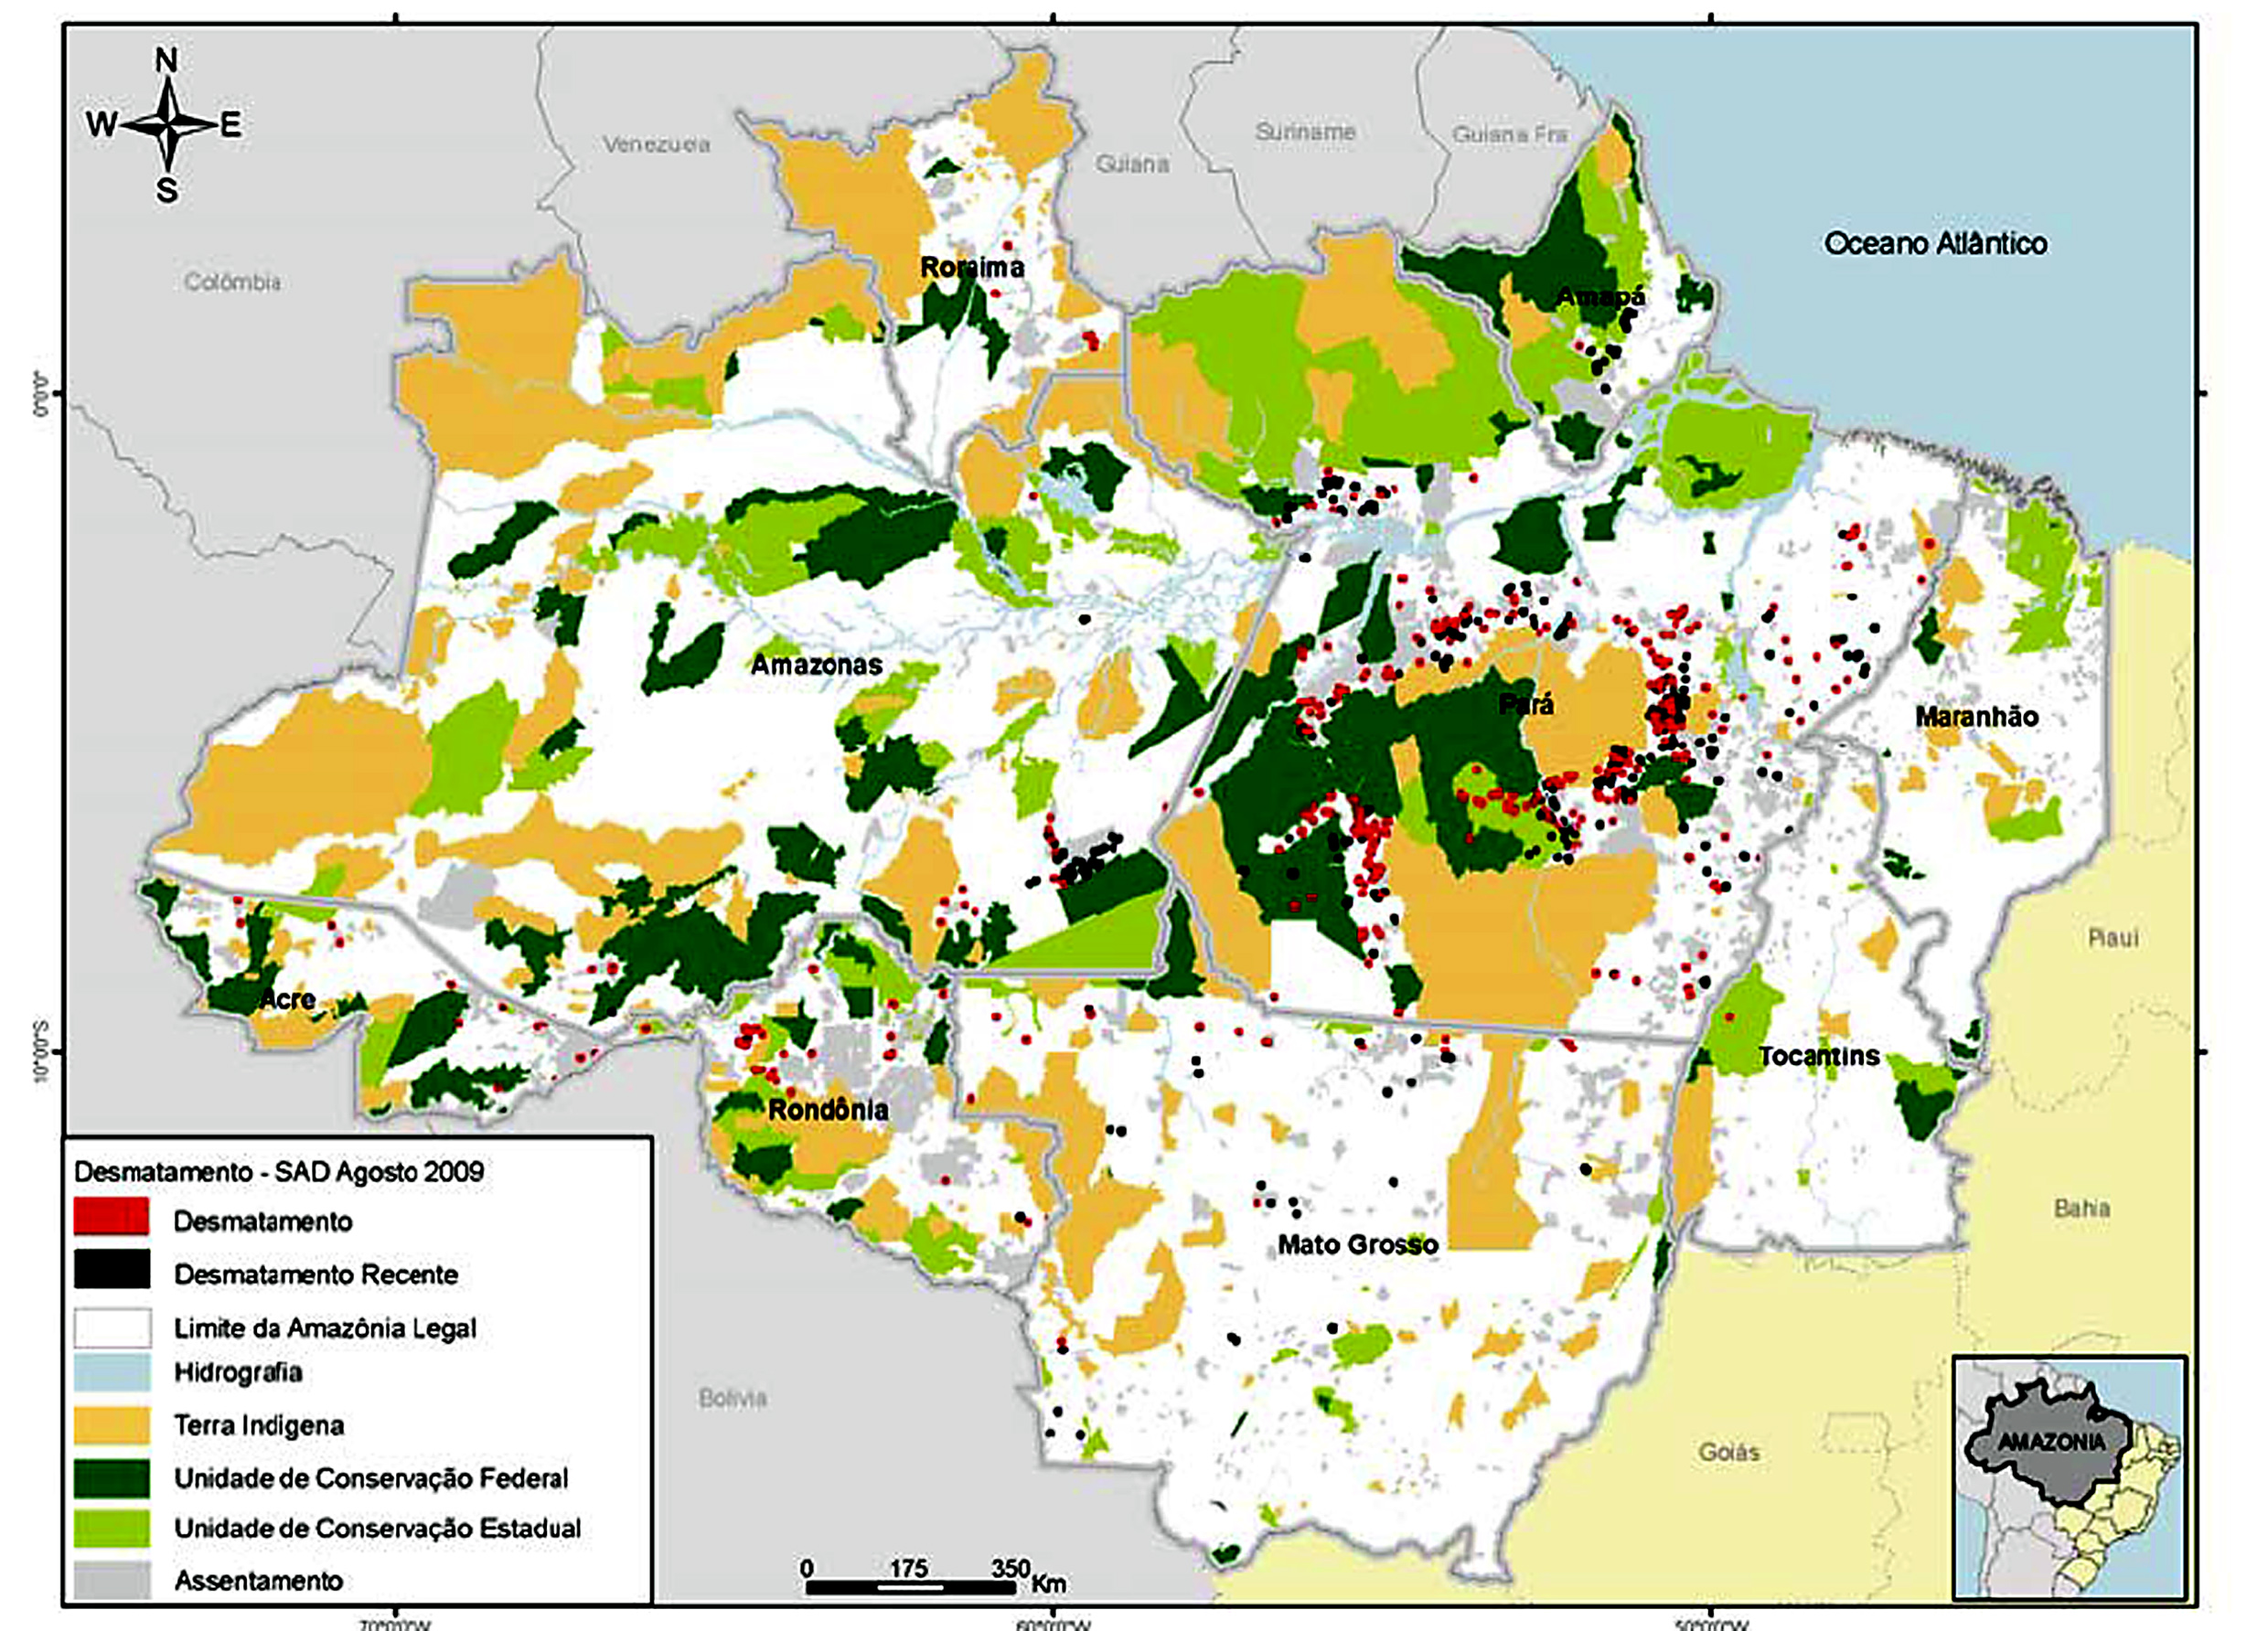 N
W E
S
Venezuela
Suriname
Guiana Fra
Guiana
Colômbia
Oceano Atlântico
Roraima
Amapá
0°0'0"
Amazonas
Pará
Maranhão
Piauí
Acre
10°0'0"S
Tocantins
Rondônia
Bahia
Mato Grosso
Bolívia
Goiás
Desmatamento - SAD Agosto 2009
Desmatamento
Desmatamento Recente
Limite da Amazônia Legal
Hidrografia
Terra Indigena
Unidade de Conservação Federal
Unidade de Conservação Estadual
Assentamento
AMAZONIA
0 175 350 Km
70°0'0"W 60°0'0"W 50°0'0"W